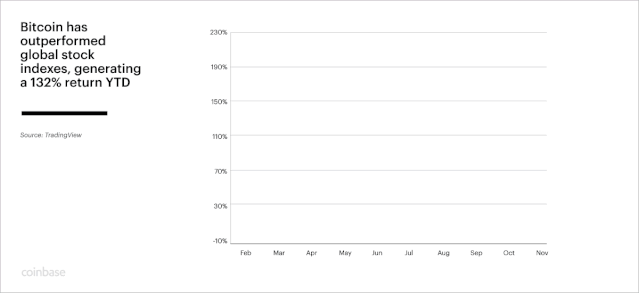 Bitcoin has
outperformed
global stock
indexes, generating
a 132% return YTD
Source: TradingView
coinbase
230%
190%
150%
110%
70%
30%
-10%
Feb Mar Apr May Jun Jul Aug Sep Oct Nov